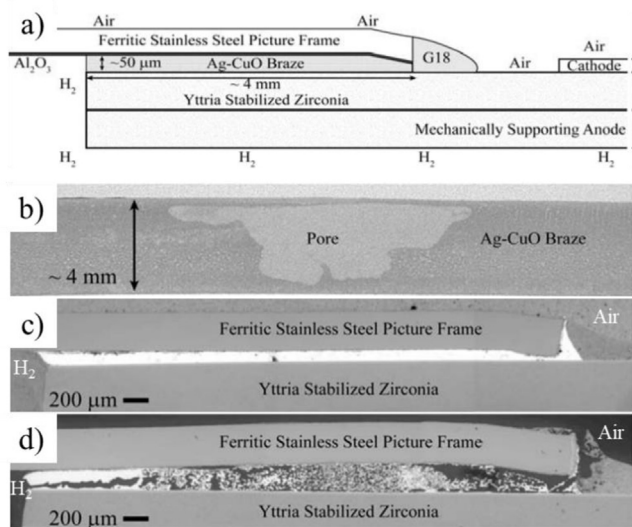 a)
Air
Air
Ferritic Stainless Steel Picture Frame
Air
Al₂O₃
~50 μm
Ag-CuO Braze
G18
Air
Cathode
H₂
~ 4 mm
Yttria Stabilized Zirconia
Mechanically Supporting Anode
H₂
H₂
H₂
H₂
b)
Pore
Ag-CuO Braze
~ 4 mm
c)
Ferritic Stainless Steel Picture Frame
Air
H₂
Yttria Stabilized Zirconia
200 μm
d)
Ferritic Stainless Steel Picture Frame
Air
H₂
Yttria Stabilized Zirconia
200 μm